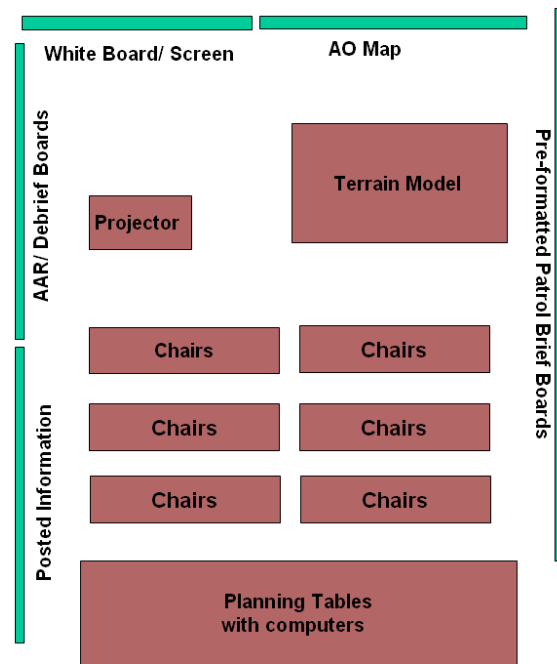 White Board/ Screen
AO Map
AAR/ Debrief Boards
Pre-formatted Patrol Brief Boards
Terrain Model
Projector
Chairs
Chairs
Chairs
Chairs
Chairs
Chairs
Posted Information
Planning Tables
with computers